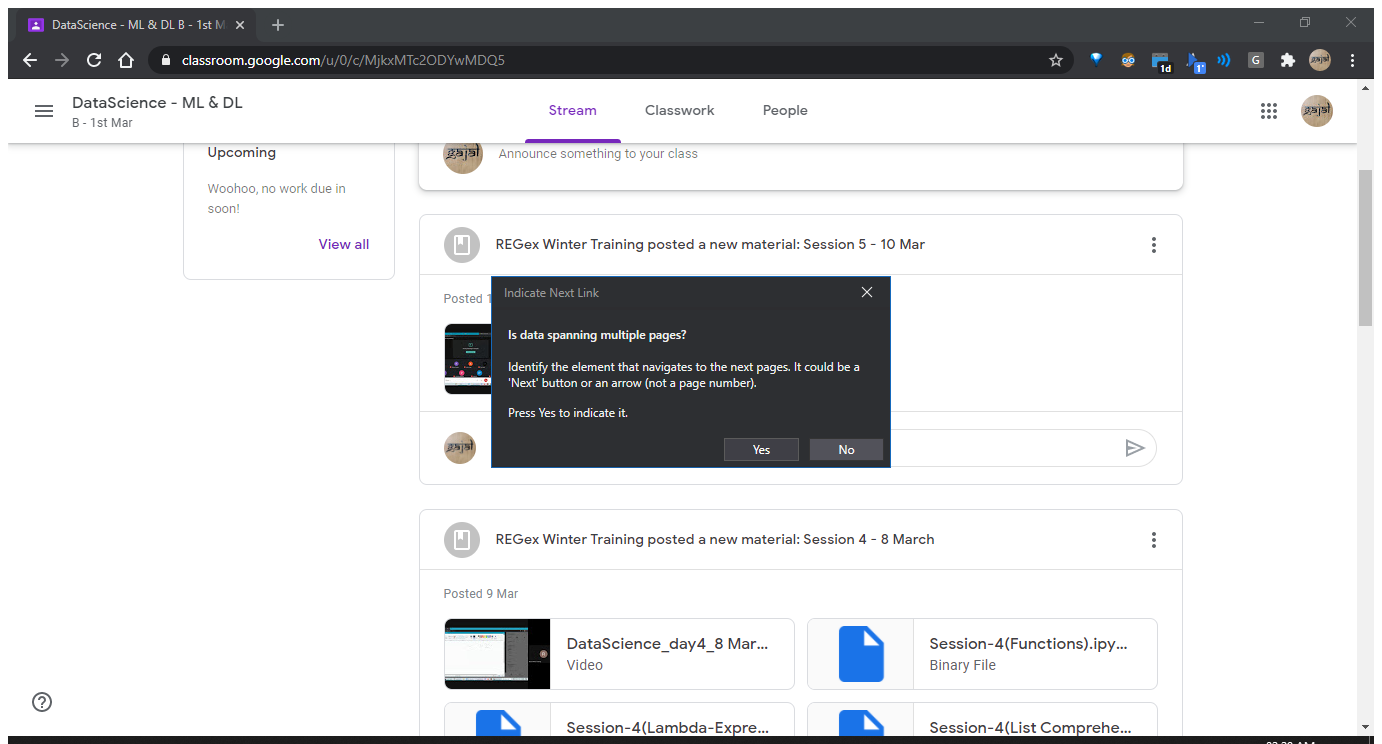 DataScience - ML & DL B - 1st M
classroom.google.com/u/0/c/MjkxMTc2ODYwMDQ5
1d
1'
G
गजल
DataScience - ML & DL
B - 1st Mar
Stream
Classwork
People
गजल
Upcoming
Woohoo, no work due in
soon!
View all
गजल
Announce something to your class
REGex Winter Training posted a new material: Session 5 - 10 Mar
Posted 1
Indicate Next Link
Is data spanning multiple pages?
Identify the element that navigates to the next pages. It could be a
'Next' button or an arrow (not a page number).
Press Yes to indicate it.
Yes
No
गजल
REGex Winter Training posted a new material: Session 4 - 8 March
Posted 9 Mar
DataScience_day4_8 Mar...
Video
Session-4(Functions).ipy...
Binary File
Session-4(Lambda-Expre...
Session-4(List Comprehe...